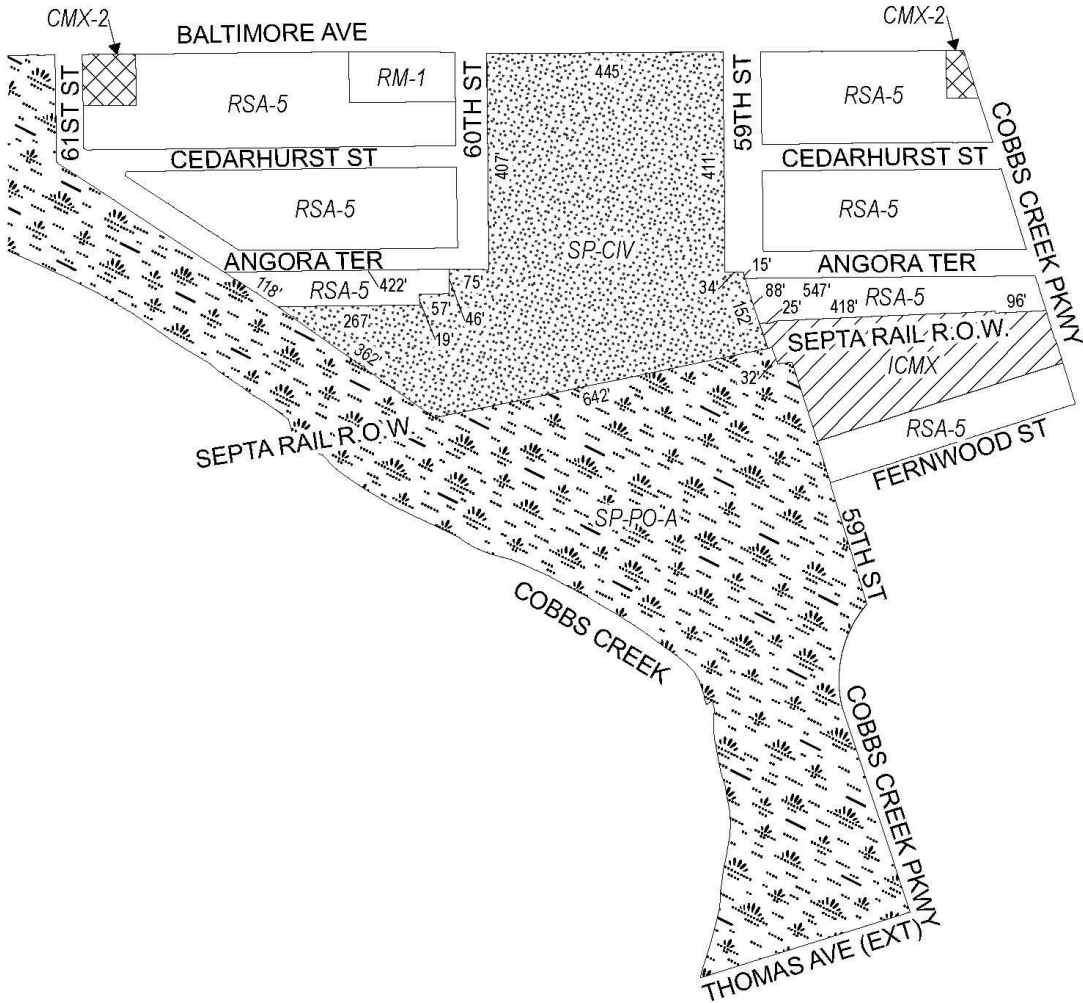 CMX-2
CMX-2
BALTIMORE AVE
61ST ST
RSA-5
RM-1
60TH ST
445'
59TH ST
RSA-5
COBBS CREEK PKWY
CEDARHURST ST
407'
411'
CEDARHURST ST
RSA-5
RSA-5
SP-CIV
ANGORA TER
ANGORA TER
118'
RSA-5
422'
75'
34'
15'
88'
547'
RSA-5
57'
46'
152'
25'
418'
96'
267'
19'
SEPTA RAIL R.O.W.
362'
ICMX
32'
642'
SEPTA RAIL R.O.W.
RSA-5
FERNWOOD ST
SP-PO-A
59TH ST
COBBS CREEK
COBBS CREEK PKWY
THOMAS AVE (EXT)